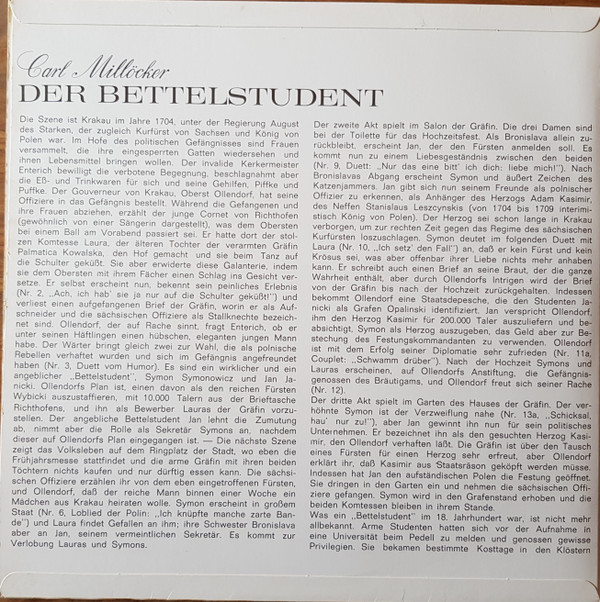 Carl Millöcker
DER BETTELSTUDENT
Die Szene ist Krakau im Jahre 1704, unter der Regierung August
des Starken, der zugleich Kurfürst von Sachsen und König von
Polen war. Im Hofe des politischen Gefängnisses sind Frauen
versammelt, die ihre eingesperrten Gatten wiedersehen und
ihnen Lebensmittel bringen wollen. Der invalide Kerkermeister
Enterich bewilligt die verbotene Begegnung, beschlagnahmt aber
die Eß- und Trinkwaren für sich und seine Gehilfen, Piffke und
Puffke. Der Gouverneur von Krakau, Oberst Ollendorf, hat seine
Offiziere in das Gefängnis bestellt. Während die Gefangenen und
ihre Frauen abziehen, erzählt der junge Cornet von Richthofen
(gewöhnlich von einer Sängerin dargestellt), was dem Obersten
bei einem Ball am Vorabend passiert sei. Er hatte dort der stol-
zen Komtesse Laura, der älteren Tochter der verarmten Gräfin
Palmatica Kowalska, den Hof gemacht und sie beim Tanz auf
die Schulter geküßt. Sie aber erwiderte diese Galanterie, indem
sie dem Obersten mit ihrem Fächer einen Schlag ins Gesicht ver-
setzte. Er selbst erscheint nun, bekennt sein peinliches Erlebnis
(Nr. 2, „Ach, ich hab' sie ja nur auf die Schulter geküßt!") und
verliest einen aufgefangenen Brief der Gräfin, worin er als Auf-
schneider und die sächsischen Offiziere als Stallknechte bezeich-
net sind. Ollendorf, der auf Rache sinnt, fragt Enterich, ob er
unter seinen Häftlingen einen hübschen, eleganten jungen Mann
habe. Der Wärter bringt gleich zwei zur Wahl, die als polnische
Rebellen verhaftet wurden und sich im Gefängnis angefreundet
haben (Nr. 3, Duett vom Humor). Es sind ein wirklicher und ein
angeblicher „Bettelstudent", Symon Symonowicz und Jan Ja-
nicki. Ollendorfs Plan ist, einen davon als den reichen Fürsten
Wybicki auszustaffieren, mit 10.000 Talern aus der Brieftasche
Richthofens, und ihn als Bewerber Lauras der Gräfin vorzu-
stellen. Der angebliche Bettelstudent Jan lehnt die Zumutung
ab, nimmt aber die Rolle als Sekretär Symons an, nachdem
dieser auf Ollendorfs Plan eingegangen ist. — Die nächste Szene
zeigt das Volksleben auf dem Ringplatz der Stadt, wo eben die
Frühjahrsmesse stattfindet und die arme Gräfin mit ihren beiden
Töchtern nichts kaufen und nur dürftig essen kann. Die sächsi-
schen Offiziere erzählen ihr von dem eben eingetroffenen Fürsten,
und Ollendorf, daß der reiche Mann binnen einer Woche ein
Mädchen aus Krakau heiraten wolle. Symon erscheint in großem
Staat (Nr. 6, Loblied der Polin: „Ich knüpfte manche zarte Ban-
de") und Laura findet Gefallen an ihm; ihre Schwester Bronislava
aber an Jan, seinem vermeintlichen Sekretär. Es kommt zur
Verlobung Lauras und Symons.
Der zweite Akt spielt im Salon der Gräfin. Die drei Damen sind
bei der Toilette für das Hochzeitsfest. Als Bronislava allein zu-
rückbleibt, erscheint Jan, der den Fürsten anmelden soll. Es
kommt nun zu einem Liebesgeständnis zwischen den beiden
(Nr. 9, Duett: „Nur das eine bitt' ich dich; liebe mich!"). Nach
Bronislavas Abgang erscheint Symon und äußert Zeichen des
Katzenjammers. Jan gibt sich nun seinem Freunde als polnischer
Offizier zu erkennen, als Anhänger des Herzogs Adam Kasimir,
des Neffen Stanislaus Leszcynskis (von 1704 bis 1709 interimi-
stisch König von Polen). Der Herzog sei schon lange in Krakau
verborgen, um zur rechten Zeit gegen das Regime des sächsischen
Kurfürsten loszuschlagen. Symon deutet im folgenden Duett mit
Laura (Nr. 10, „Ich setz' den Fall") an, daß er kein Fürst und kein
Krösus sei, was aber offenbar ihrer Liebe nichts mehr anhaben
kann. Er schreibt auch einen Brief an seine Braut, der die ganze
Wahrheit enthält, aber durch Ollendorfs Intrigen wird der Brief
von der Gräfin bis nach der Hochzeit zurückgehalten. Indessen
bekommt Ollendorf eine Staatsdepesche, die den Studenten Ja-
nicki als Grafen Opalinski identifiziert. Jan verspricht Ollendorf,
ihm den Herzog Kasimir für 200.000 Taler auszuliefern und be-
absichtigt, Symon als Herzog auszugeben, das Geld aber zur Be-
stechung des Festungskommandanten zu verwenden. Ollendorf
ist mit dem Erfolg seiner Diplomatie sehr zufrieden (Nr. 11a,
Couplet: „Schwamm drüber"). Nach der Hochzeit Symons und
Lauras erscheinen, auf Ollendorfs Anstiftung, die Gefängnis-
genossen des Bräutigams, und Ollendorf freut sich seiner Rache
(Nr. 12).
Der dritte Akt spielt im Garten des Hauses der Gräfin. Der ver-
höhnte Symon ist der Verzweiflung nahe (Nr. 13a, „Schicksal,
hau' nur zu!"), aber Jan gewinnt ihn nun für sein politisches
Unternehmen. Er bezeichnet ihn als den gesuchten Herzog Kasi-
mir, den Ollendorf verhaften läßt. Die Gräfin ist über den Tausch
eines Fürsten für einen Herzog sehr erfreut, aber Ollendorf
erklärt ihr, daß Kasimir aus Staatsräson geköpft werden müsse.
Indessen hat Jan den aufständischen Polen die Festung geöffnet.
Sie dringen in den Garten ein und nehmen die sächsischen Offi-
ziere gefangen. Symon wird in den Grafenstand erhoben und die
beiden Komtessen bleiben in ihrem Stande.
Was ein „Bettelstudent" im 18. Jahrhundert war, ist nicht mehr
allbekannt. Arme Studenten hatten sich vor der Aufnahme in
eine Universität beim Pedell zu melden und genossen gewisse
Privilegien. Sie bekamen bestimmte Kosttage in den Klöstern